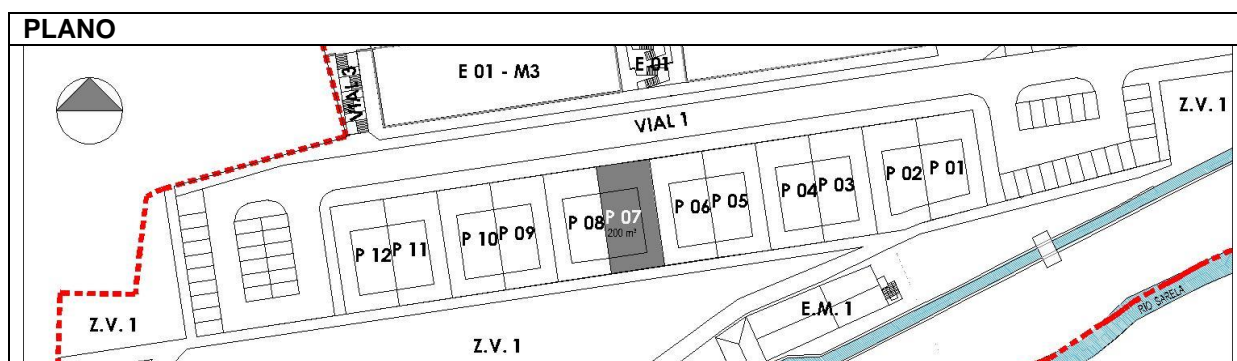 PLANO
E 01 - M3
E 01
VIAL 3
VIAL 1
Z.V. 1
P 12
P 11
P 10
P 09
P 08
P 07
200 m²
P 06
P 05
P 04
P 03
P 02
P 01
Z.V. 1
Z.V. 1
E.M. 1
RIO SARELA